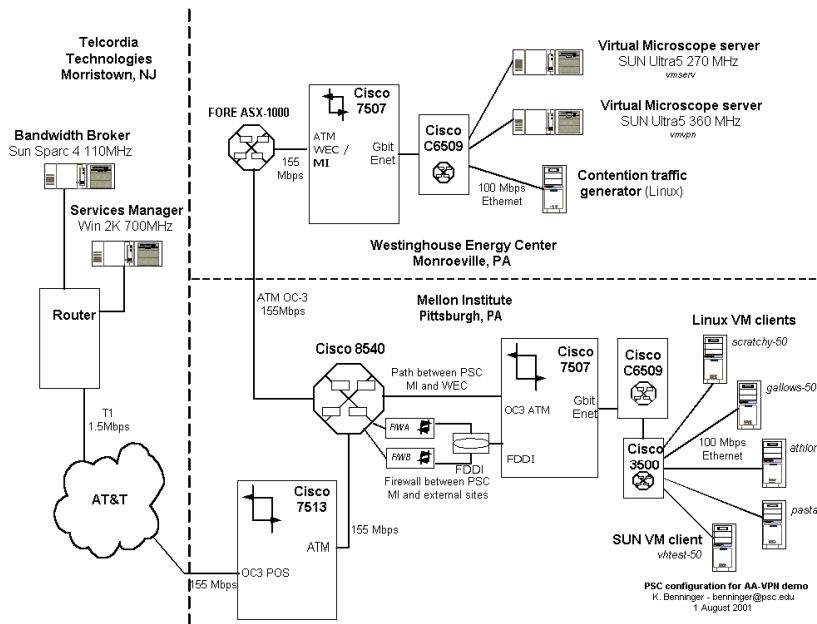 Telcordia
Technologies
Morristown, NJ
Bandwidth Broker
Sun Sparc 4 110MHz
Services Manager
Win 2K 700MHz
Router
T1
1.5Mbps
AT&T
FORE ASX-1000
155
Mbps
Cisco
7507
ATM
WEC /
MI
Gbit
Enet
Cisco
C6509
Virtual Microscope server
SUN Ultra5 270 MHz
vmserv
Virtual Microscope server
SUN Ultra5 360 MHz
vmvpn
100 Mbps
Ethernet
Contention traffic
generator (Linux)
Westinghouse Energy Center
Monroeville, PA
ATM OC-3
155Mbps
Mellon Institute
Pittsburgh, PA
Cisco 8540
Path between PSC
MI and WEC
FWA
FWB
FDDI
Firewall between PSC
MI and external sites
Cisco
7507
OC3 ATM
Gbit
Enet
FDDI
Cisco
C6509
Cisco
3500
Linux VM clients
scratchy-50
gallows-50
100 Mbps
Ethernet
athlor
pasta
SUN VM client
vhtest-50
Cisco
7513
ATM
155 Mbps
OC3 POS
155 Mbps
PSC configuration for AA-VPN demo
K. Benninger - benninger@psc.edu
1 August 2001